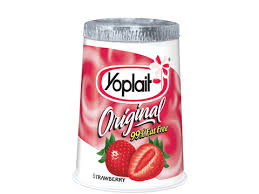 Yoplait
Original
99% Fat Free
STRAWBERRY